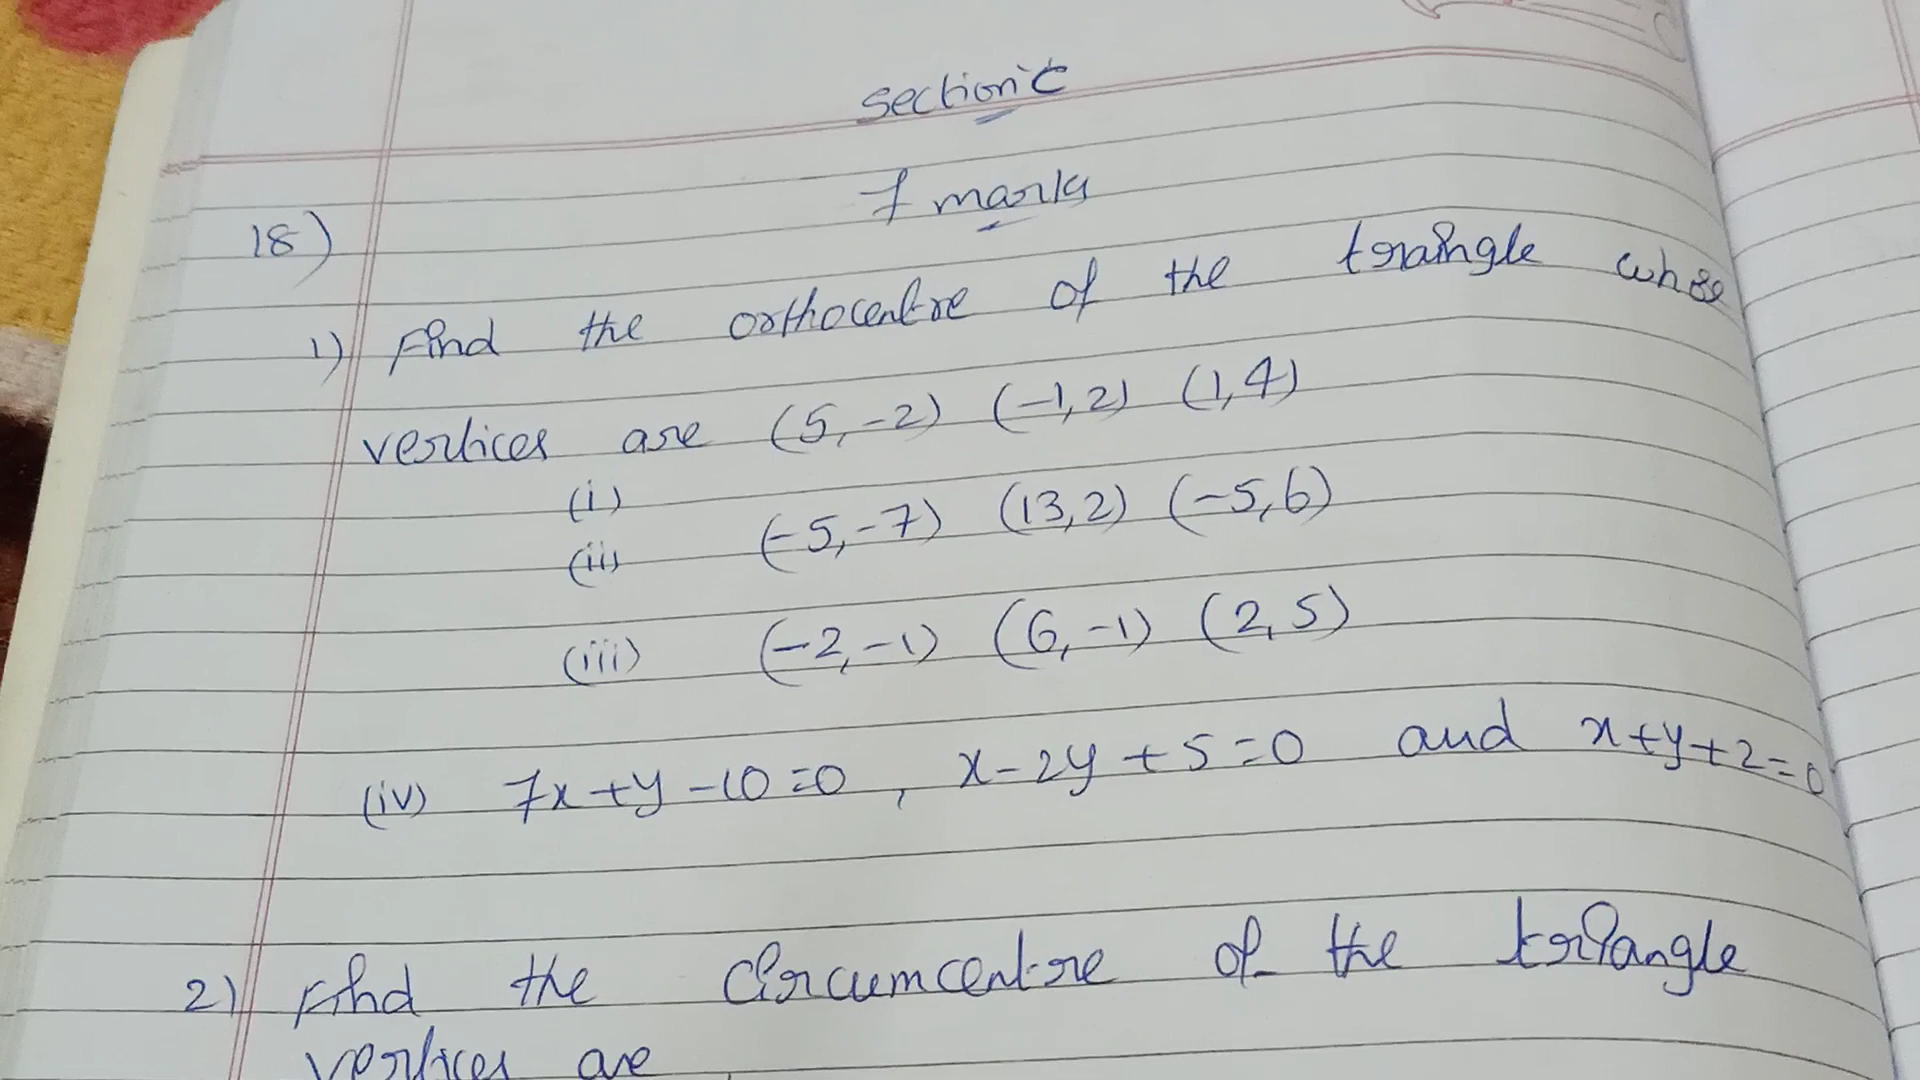 Section 'C
7 marks
18)
1) Find the orthocentre of the traingle whose
vertices are (5,-2) (-1,2) (1,4)
(i)
(ii) (-5,-7) (13,2) (-5,6)
(iii) (-2,-1) (6,-1) (2,5)
(iv) 7x+y-10=0, x-2y+5=0 and x+y+2=0
2) Find the circumcentre of the triangle
vertices are